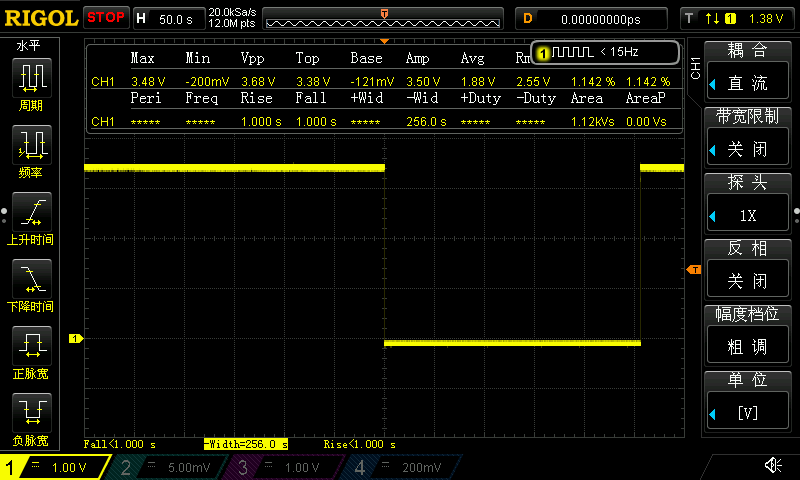 RIGOL STOP H 50.0 s 20.0kSa/s D 0.00000000ps T 1 1.38 V
12.0M pts
T
水平
周期
频率
上升时间
下降时间
正脉宽
负脉宽
1 < 15Hz
Max Min Vpp Top Base Amp Avg
CH1 3.48 V -200mV 3.68 V 3.38 V -121mV 3.50 V 1.88 V 2.55 V 1.142 % 1.142 %
Peri Freq Rise Fall +Wid -Wid +Duty -Duty Area AreaP
CH1 ***** ***** 1.000 s 1.000 s ***** 256.0 s ***** ***** 1.12kVs 0.00 Vs
T
1
Fall<1.000 s -Width=256.0 s Rise<1.000 s
CH1
耦合
直流
带宽限制
关闭
探头
1X
反相
关闭
幅度档位
粗调
单位
[V]
1 1.00 V 2 5.00mV 3 1.00 V 4 200mV